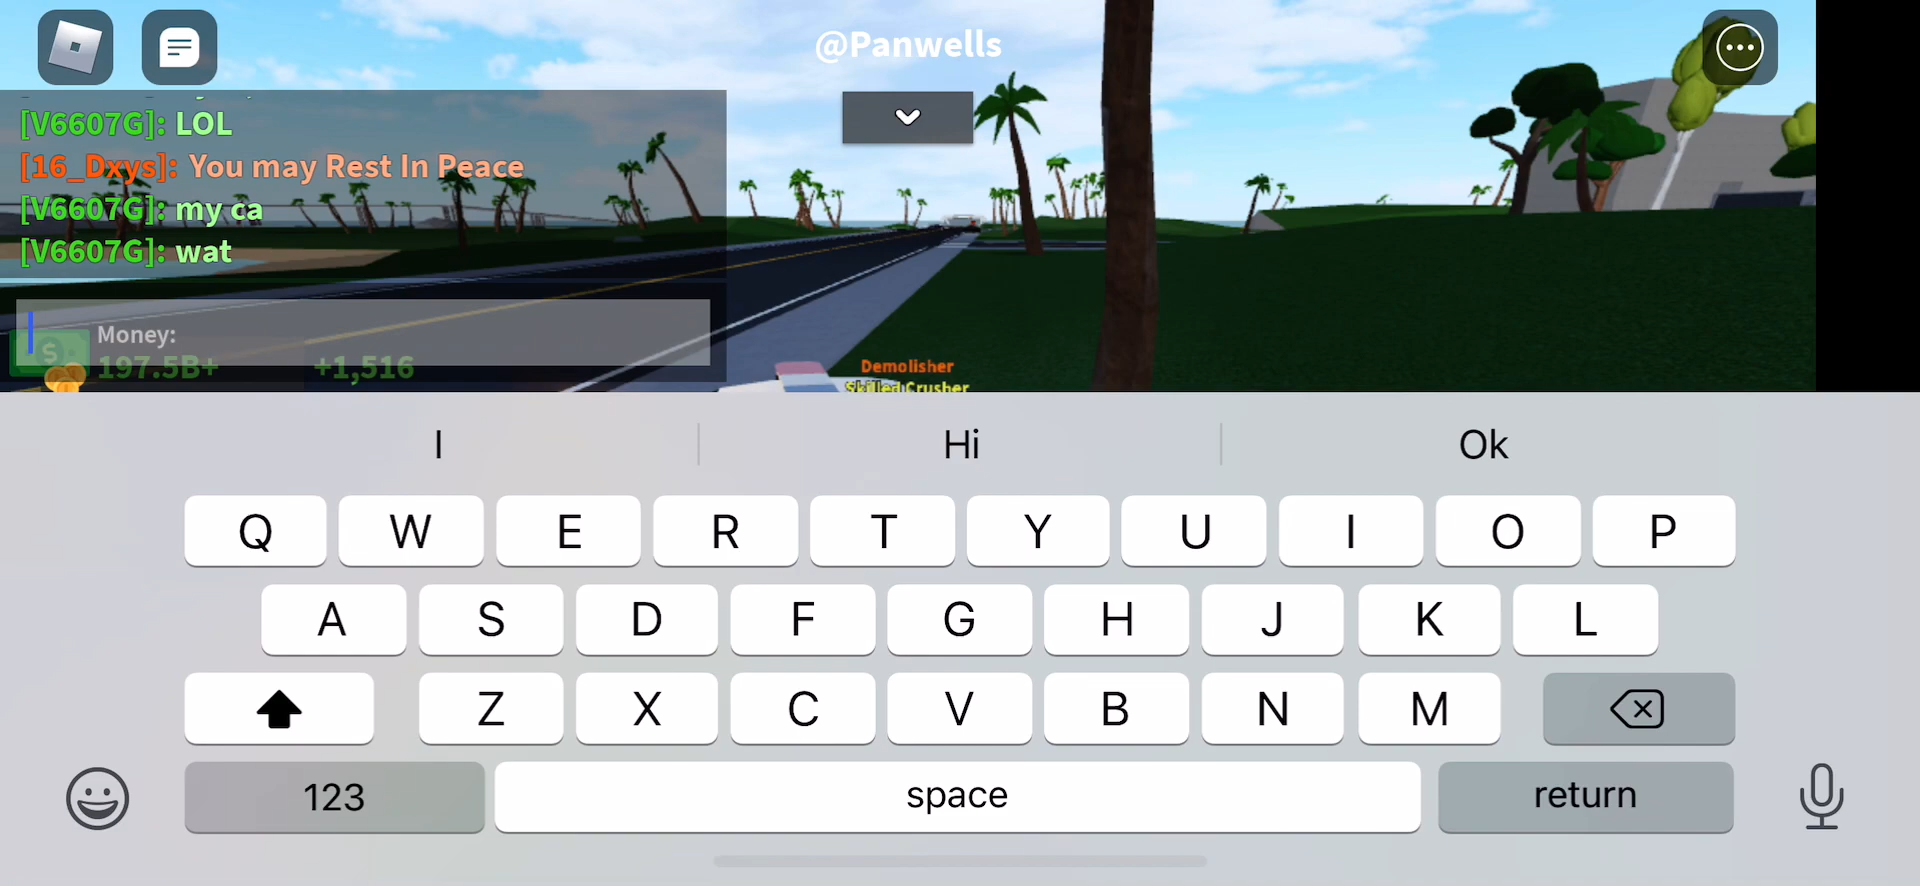 @Panwells
[V6607G]: LOL
[16_Dxys]: You may Rest In Peace
[V6607G]: my ca
[V6607G]: wat
Money:
197.5B+ +1,516
Demolisher
Skilled Crusher
I Hi Ok
Q W E R T Y U I O P
A S D F G H J K L
Z X C V B N M
123 space return